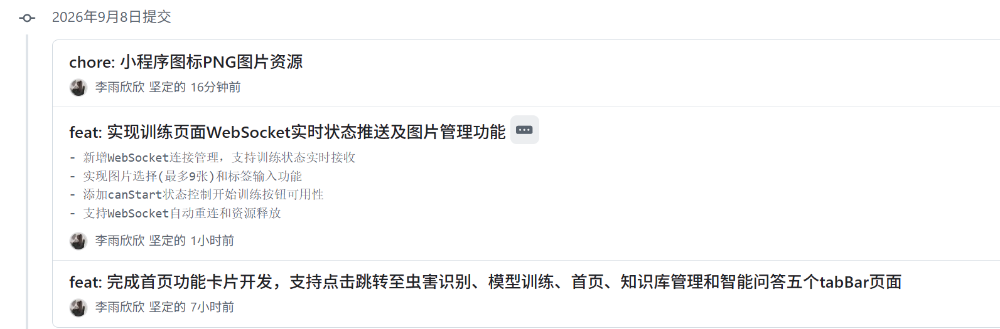 2026年9月8日提交
chore: 小程序图标PNG图片资源
李雨欣欣 坚定的 16分钟前
feat: 实现训练页面WebSocket实时状态推送及图片管理功能
- 新增WebSocket连接管理，支持训练状态实时接收
- 实现图片选择(最多9张)和标签输入功能
- 添加canStart状态控制开始训练按钮可用性
- 支持WebSocket自动重连和资源释放
李雨欣欣 坚定的 1小时前
feat: 完成首页功能卡片开发，支持点击跳转至虫害识别、模型训练、首页、知识库管理和智能问答五个tabBar页面
李雨欣欣 坚定的 7小时前